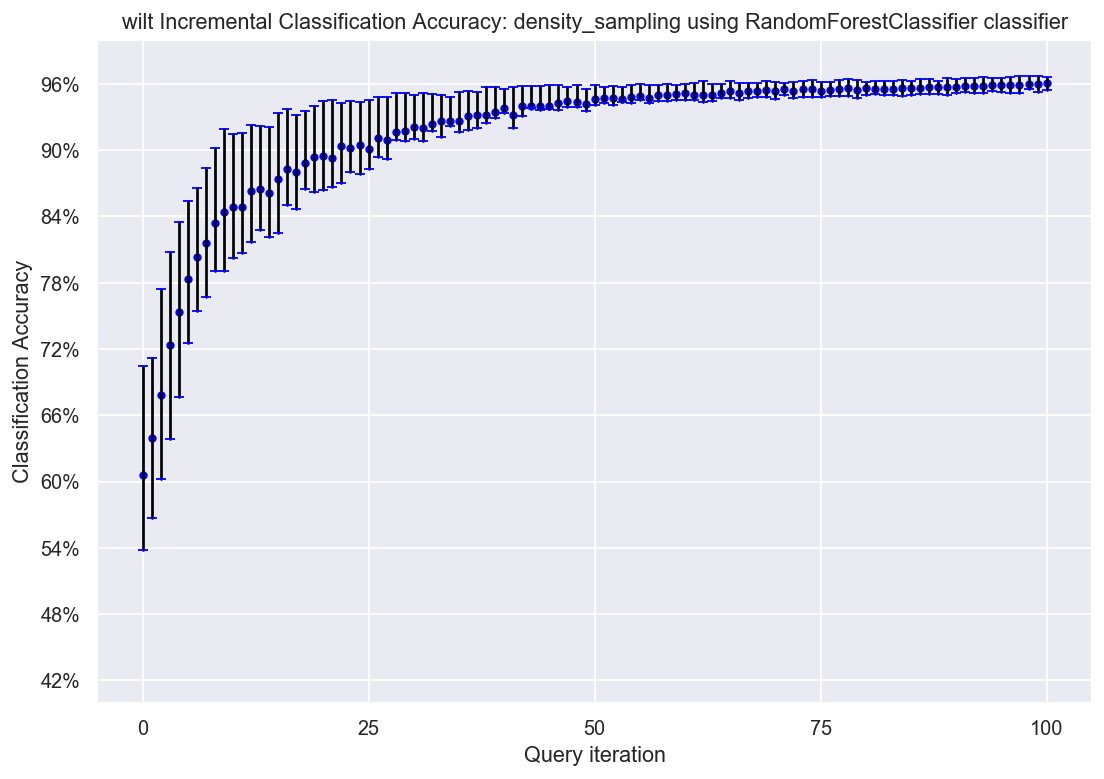 wilt Incremental Classification Accuracy: density_sampling using RandomForestClassifier classifier
Classification Accuracy
96%
90%
84%
78%
72%
66%
60%
54%
48%
42%
0 25 50 75 100
Query iteration